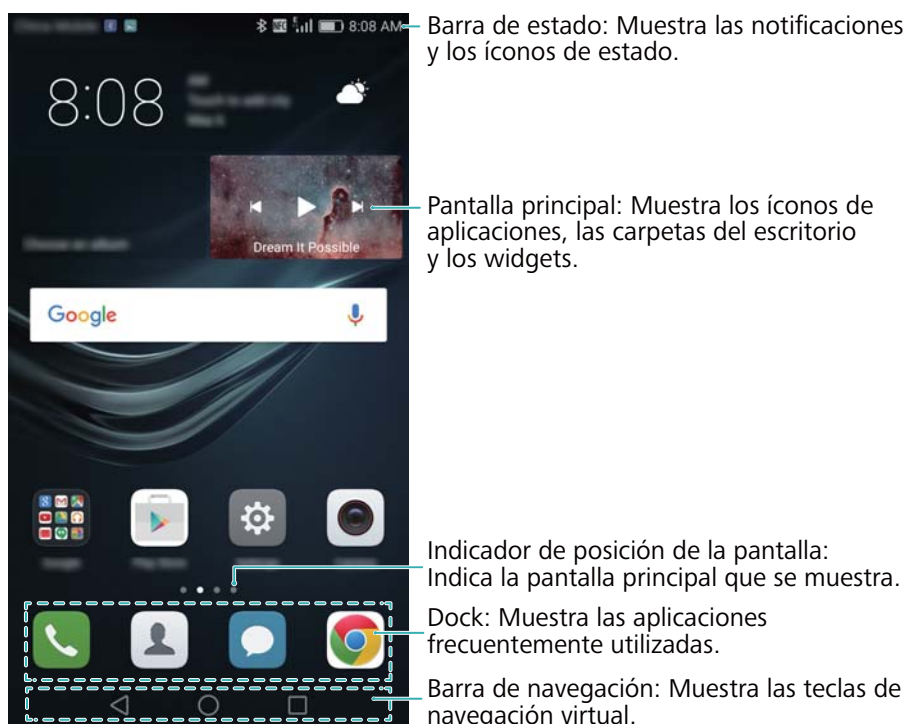 8:08 AM
Barra de estado: Muestra las notificaciones
y los íconos de estado.
8:08
Pantalla principal: Muestra los íconos de
aplicaciones, las carpetas del escritorio
y los widgets.
Dream It Possible
Google
Indicador de posición de la pantalla:
Indica la pantalla principal que se muestra.
Dock: Muestra las aplicaciones
frecuentemente utilizadas.
Barra de navegación: Muestra las teclas de
navegación virtual.